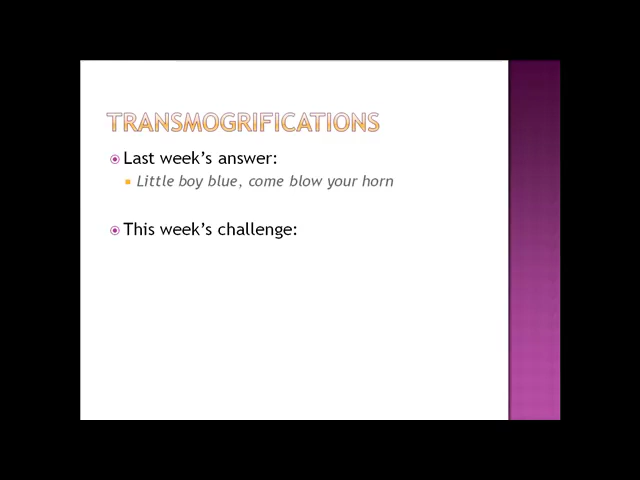 TRANSMOGRIFICATIONS
Last week's answer:
Little boy blue, come blow your horn
This week's challenge: